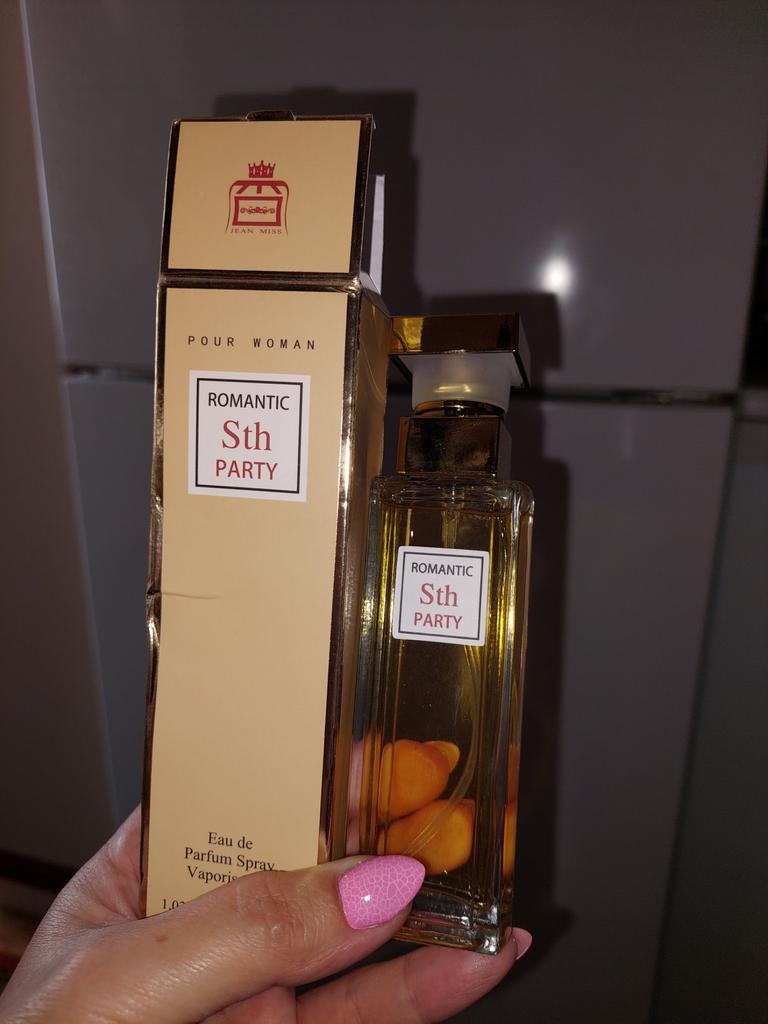 JEAN MISS
POUR WOMAN
ROMANTIC
Sth
PARTY
Eau de
Parfum Spray
ROMANTIC
Sth
PARTY